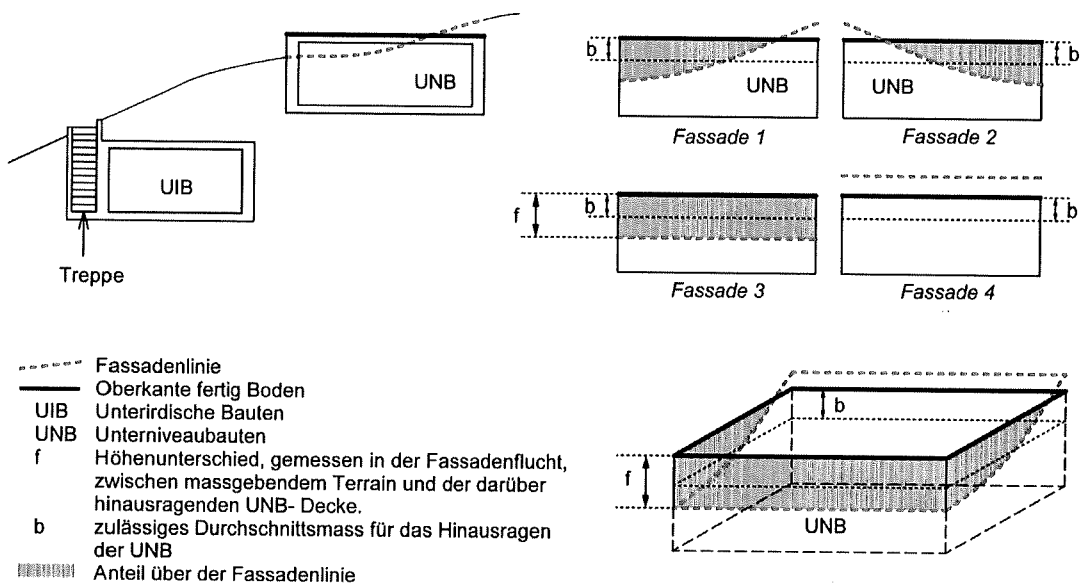 UNB
UIB
Treppe
b
UNB
Fassade 1
b
UNB
Fassade 2
f
b
Fassade 3
b
Fassade 4
Fassadenlinie
Oberkante fertig Boden
UIB Unterirdische Bauten
UNB Unterniveaubauten
f Höhenunterschied, gemessen in der Fassadenflucht,
zwischen massgebendem Terrain und der darüber
hinausragenden UNB- Decke.
b zulässiges Durchschnittsmass für das Hinausragen
der UNB
Anteil über der Fassadenlinie
b
f
UNB